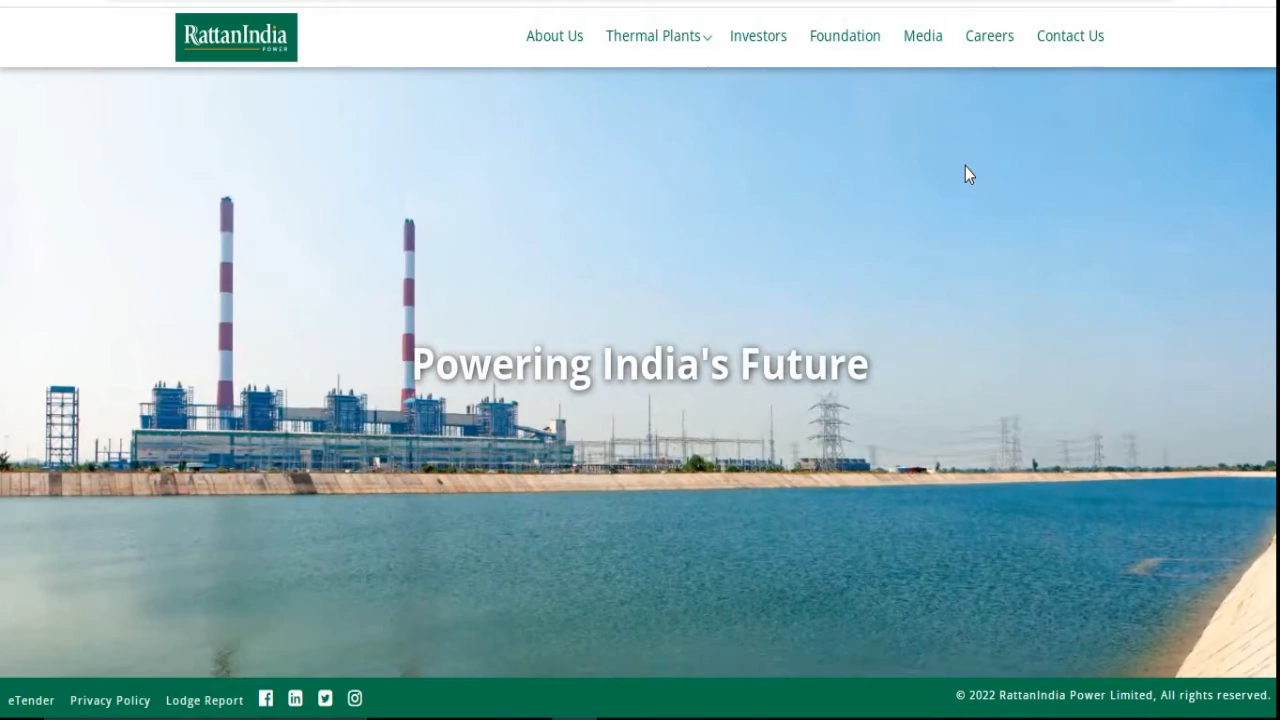 RattanIndia
POWER
About Us Thermal Plants Investors Foundation Media Careers Contact Us
Powering India's Future
eTender Privacy Policy Lodge Report © 2022 RattanIndia Power Limited, All rights reserved.